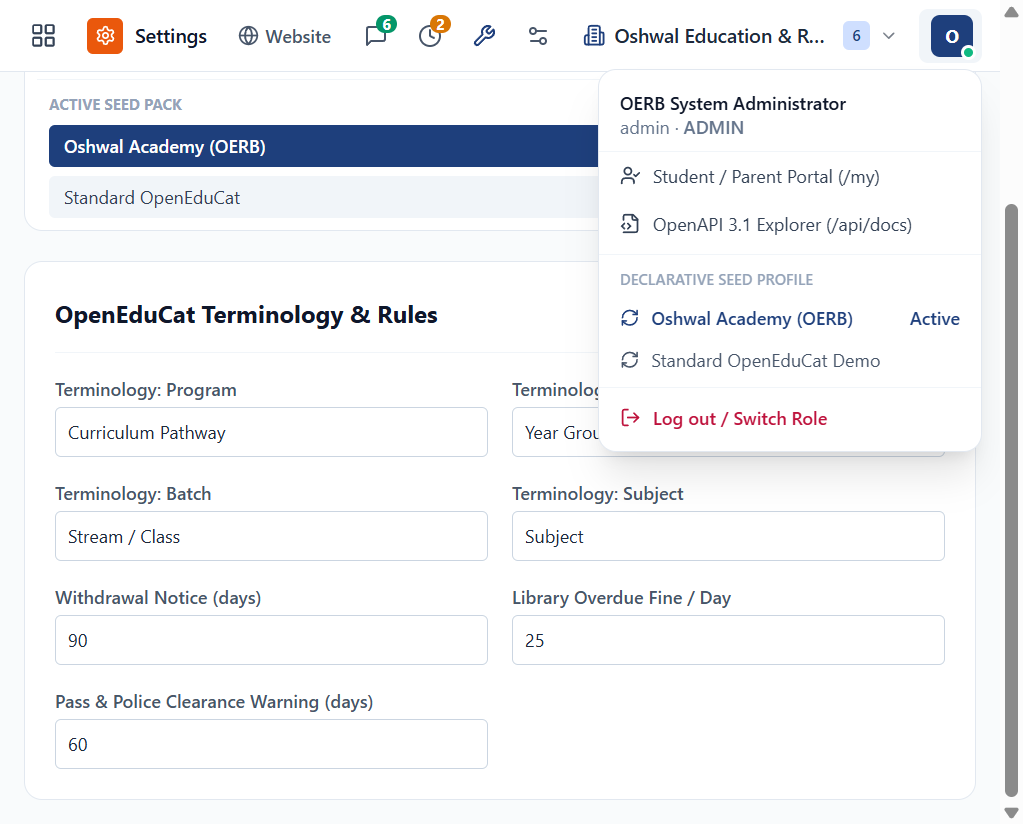 Settings
Website
6
2
Oshwal Education & R...
6
O
OERB System Administrator
admin · ADMIN
Student / Parent Portal (/my)
OpenAPI 3.1 Explorer (/api/docs)
DECLARATIVE SEED PROFILE
Oshwal Academy (OERB) Active
Standard OpenEduCat Demo
Log out / Switch Role
ACTIVE SEED PACK
Oshwal Academy (OERB)
Standard OpenEduCat
OpenEduCat Terminology & Rules
Terminology: Program
Curriculum Pathway
Year
Terminology: Batch
Stream / Class
Terminology: Subject
Subject
Withdrawal Notice (days)
90
Library Overdue Fine / Day
25
Pass & Police Clearance Warning (days)
60